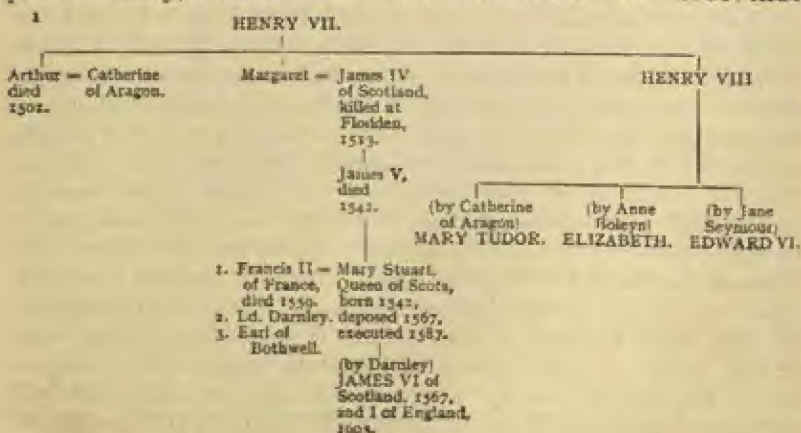 1
HENRY VII.
Arthur = Catherine
died of Aragon.
1502.
Margaret = James IV
of Scotland,
killed at
Flodden,
1513.
James V,
died
1542.
HENRY VIII
(by Catherine
of Aragon)
MARY TUDOR.
(by Anne
Boleyn)
ELIZABETH.
(by Jane
Seymour)
EDWARD VI.
1. Francis II = Mary Stuart,
of France, Queen of Scots,
died 1559. born 1542,
2. Ld. Darnley. deposed 1567,
3. Earl of executed 1587.
Bothwell.
(by Darnley)
JAMES VI of
Scotland, 1567,
and I of England,
1603.